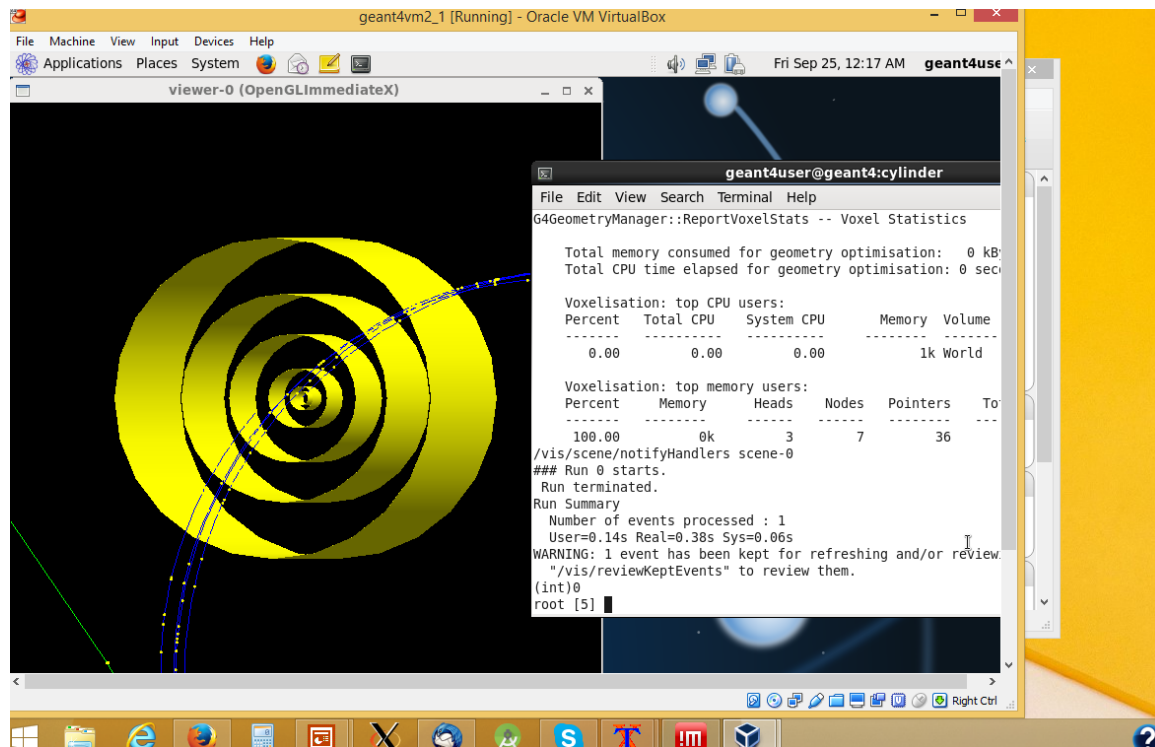 geant4vm2_1 [Running] - Oracle VM VirtualBox
File Machine View Input Devices Help
Applications Places System Fri Sep 25, 12:17 AM geant4use
viewer-0 (OpenGLImmediateX)
geant4user@geant4:cylinder
File Edit View Search Terminal Help
G4GeometryManager::ReportVoxelStats -- Voxel Statistics
Total memory consumed for geometry optimisation: 0 kB
Total CPU time elapsed for geometry optimisation: 0 sec
Voxelisation: top CPU users:
Percent Total CPU System CPU Memory Volume
------- ---------- ---------- -------- -------
0.00 0.00 0.00 1k World
Voxelisation: top memory users:
Percent Memory Heads Nodes Pointers To
------- -------- ------ ------ -------- ---
100.00 0k 3 7 36
/vis/scene/notifyHandlers scene-0
### Run 0 starts.
Run terminated.
Run Summary
Number of events processed : 1
User=0.14s Real=0.38s Sys=0.06s
WARNING: 1 event has been kept for refreshing and/or review
"/vis/reviewKeptEvents" to review them.
(int)0
root [5]
Right Ctrl